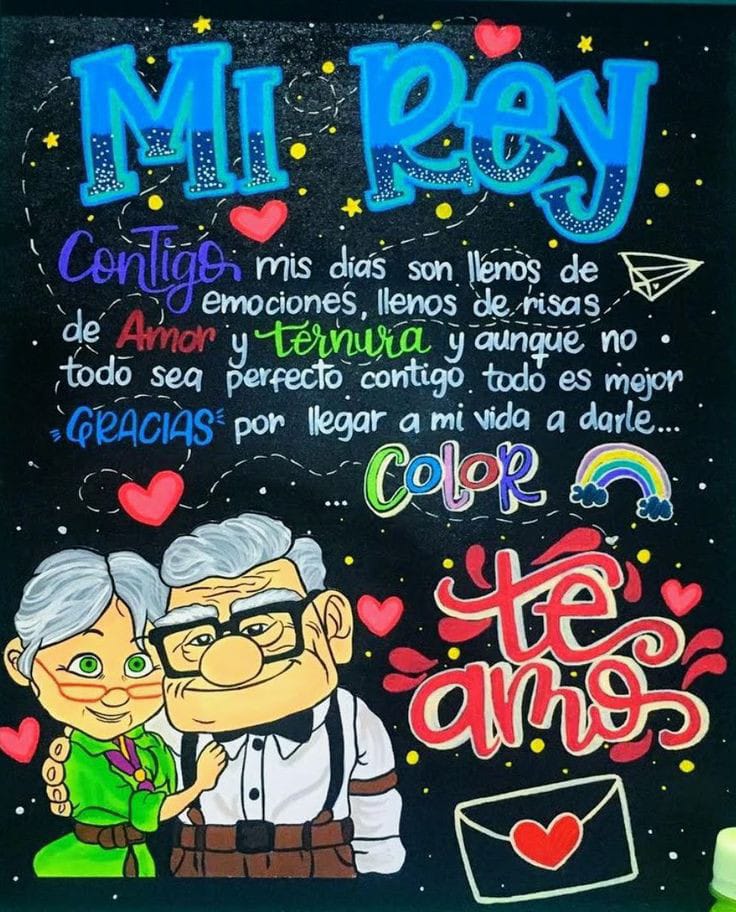 Mi Rey
Contigo mis días son llenos de
emociones, llenos de risas
de Amor y ternura y aunque no
todo sea perfecto contigo todo es mejor
GRACIAS por llegar a mi vida a darle...
... COLOR
te
amo